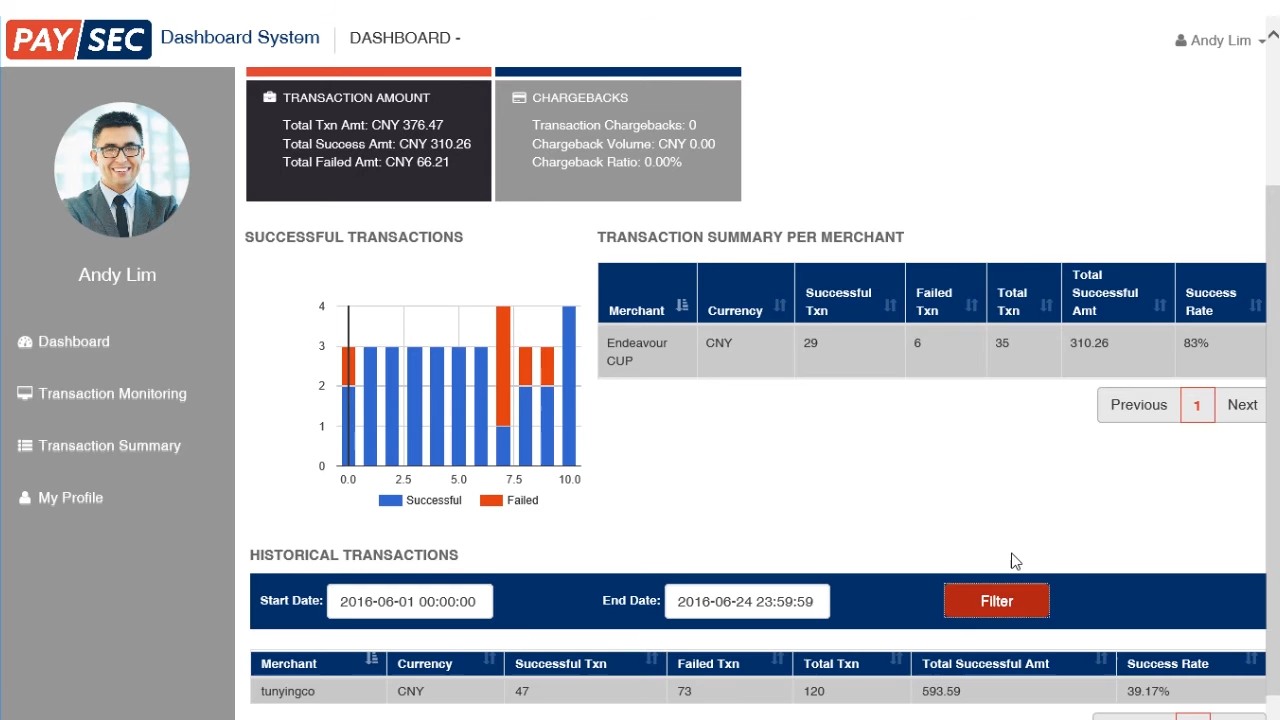 PAY SEC Dashboard System DASHBOARD - Andy Lim
TRANSACTION AMOUNT
Total Txn Amt: CNY 376.47
Total Success Amt: CNY 310.26
Total Failed Amt: CNY 66.21
CHARGEBACKS
Transaction Chargebacks: 0
Chargeback Volume: CNY 0.00
Chargeback Ratio: 0.00%
Andy Lim
Dashboard
Transaction Monitoring
Transaction Summary
My Profile
SUCCESSFUL TRANSACTIONS
4
3
2
1
0
0.0 2.5 5.0 7.5 10.0
Successful Failed
TRANSACTION SUMMARY PER MERCHANT
Merchant Currency Successful Txn Failed Txn Total Txn Total Successful Amt Success Rate
Endeavour CUP CNY 29 6 35 310.26 83%
Previous 1 Next
HISTORICAL TRANSACTIONS
Start Date: 2016-06-01 00:00:00 End Date: 2016-06-24 23:59:59 Filter
Merchant Currency Successful Txn Failed Txn Total Txn Total Successful Amt Success Rate
tunyingco CNY 47 73 120 593.59 39.17%